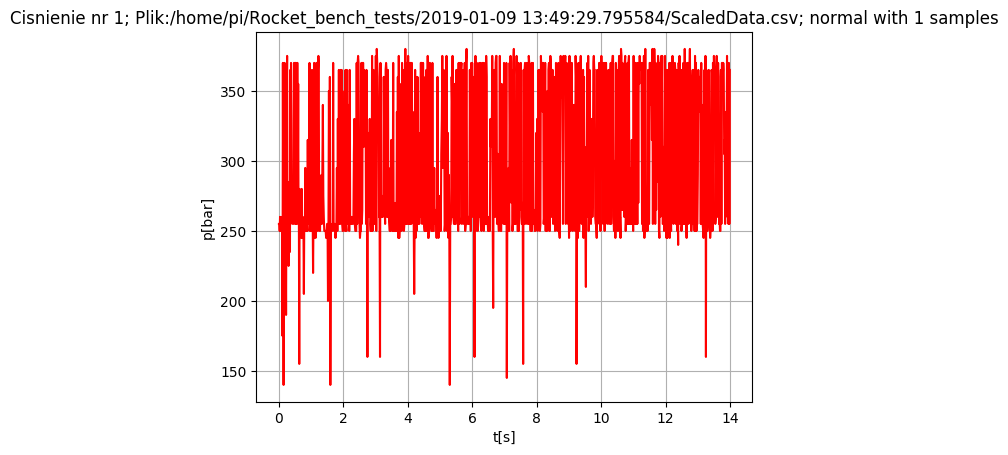 Cisnienie nr 1; Plik:/home/pi/Rocket_bench_tests/2019-01-09 13:49:29.795584/ScaledData.csv; normal with 1 samples
350
300
250
200
150
p[bar]
0 2 4 6 8 10 12 14
t[s]